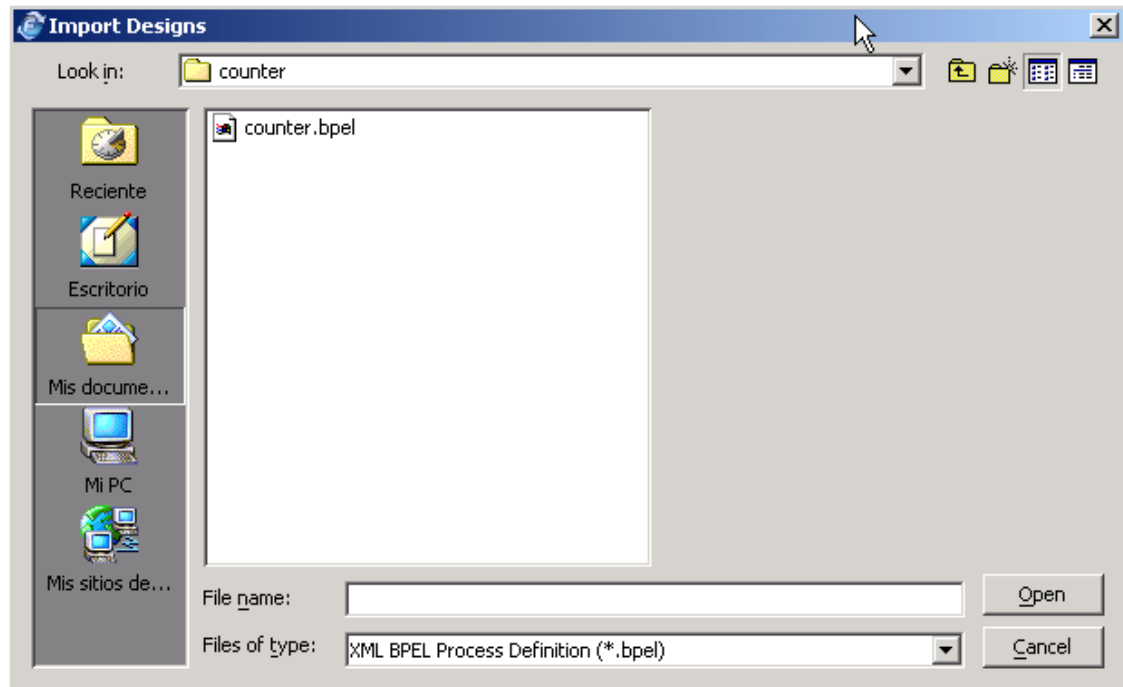 Import Designs
Look in:
counter
counter.bpel
Reciente
Escritorio
Mis docume...
Mi PC
Mis sitios de...
File name:
Open
Files of type:
XML BPEL Process Definition (*.bpel)
Cancel